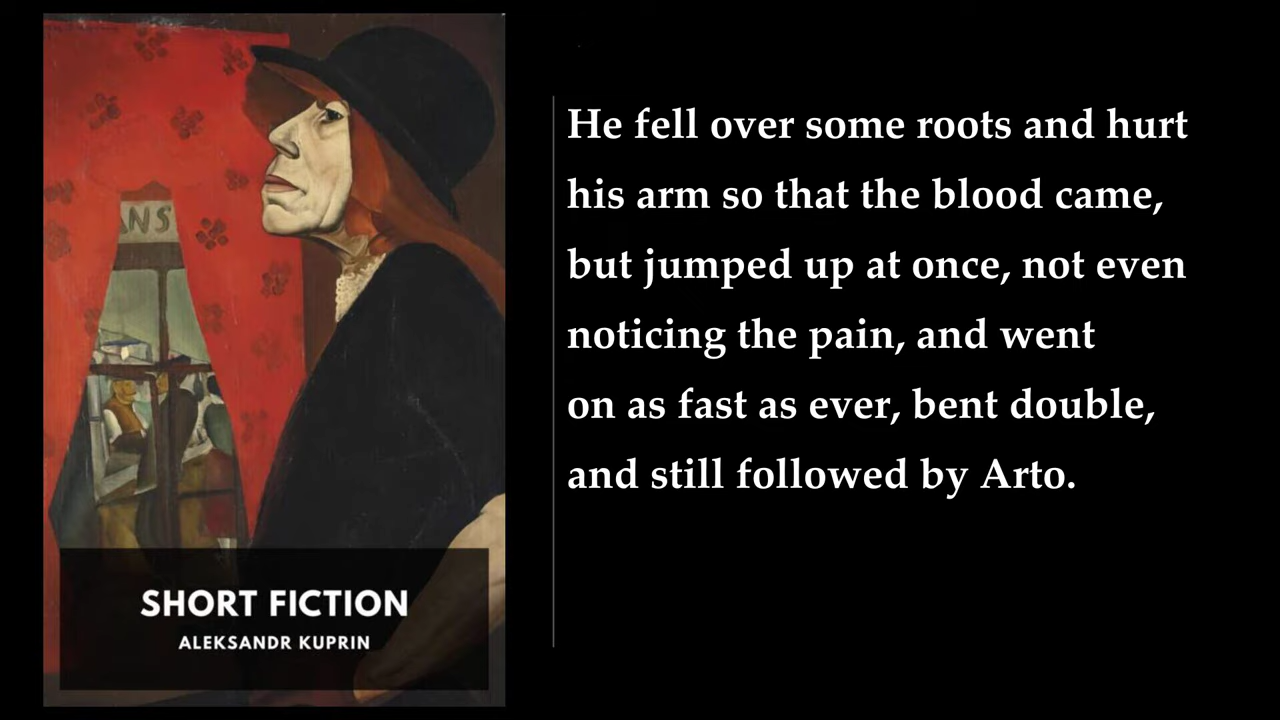 ANS
SHORT FICTION
ALEKSANDR KUPRIN
He fell over some roots and hurt
his arm so that the blood came,
but jumped up at once, not even
noticing the pain, and went
on as fast as ever, bent double,
and still followed by Arto.